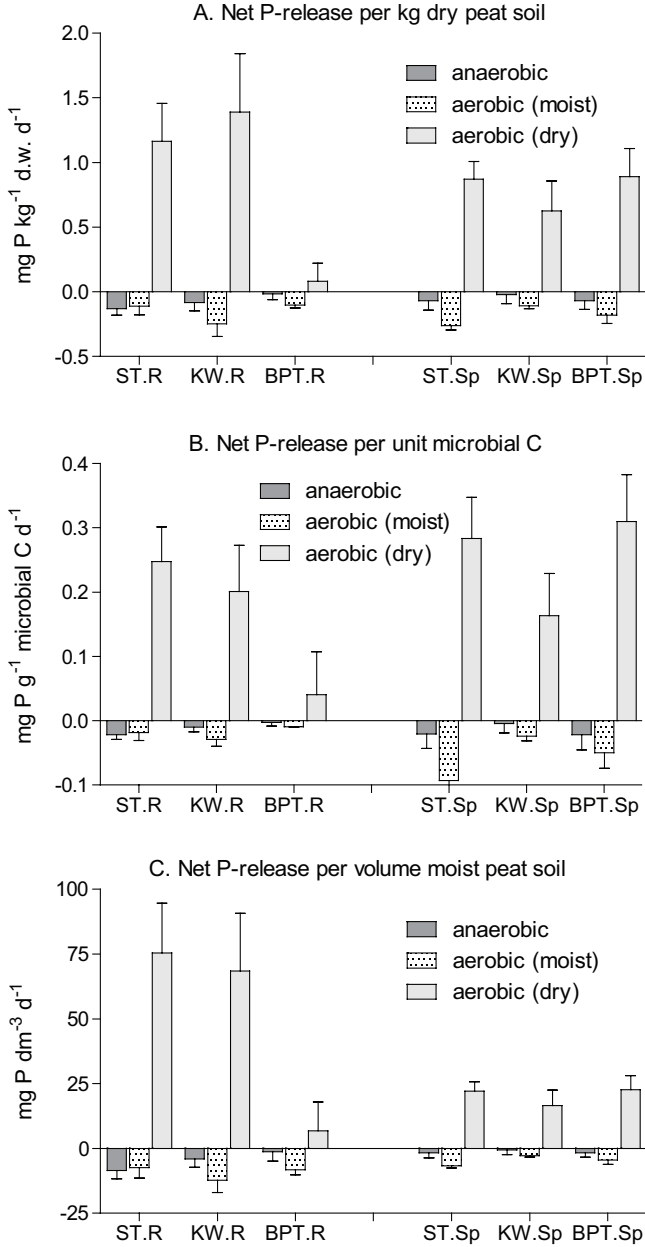 A. Net P-release per kg dry peat soil
mg P kg⁻¹ d.w. d⁻¹
2.0
1.5
1.0
0.5
0.0
-0.5
anaerobic
aerobic (moist)
aerobic (dry)
ST.R KW.R BPT.R ST.Sp KW.Sp BPT.Sp
B. Net P-release per unit microbial C
mg P g⁻¹ microbial C d⁻¹
0.4
0.3
0.2
0.1
0.0
-0.1
anaerobic
aerobic (moist)
aerobic (dry)
ST.R KW.R BPT.R ST.Sp KW.Sp BPT.Sp
C. Net P-release per volume moist peat soil
mg P dm⁻³ d⁻¹
100
75
50
25
0
-25
anaerobic
aerobic (moist)
aerobic (dry)
ST.R KW.R BPT.R ST.Sp KW.Sp BPT.Sp